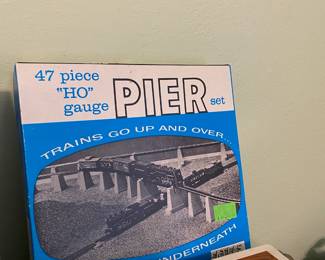 47 piece
"HO"
gauge
PIER set
TRAINS GO UP AND OVER...
UNDERNEATH